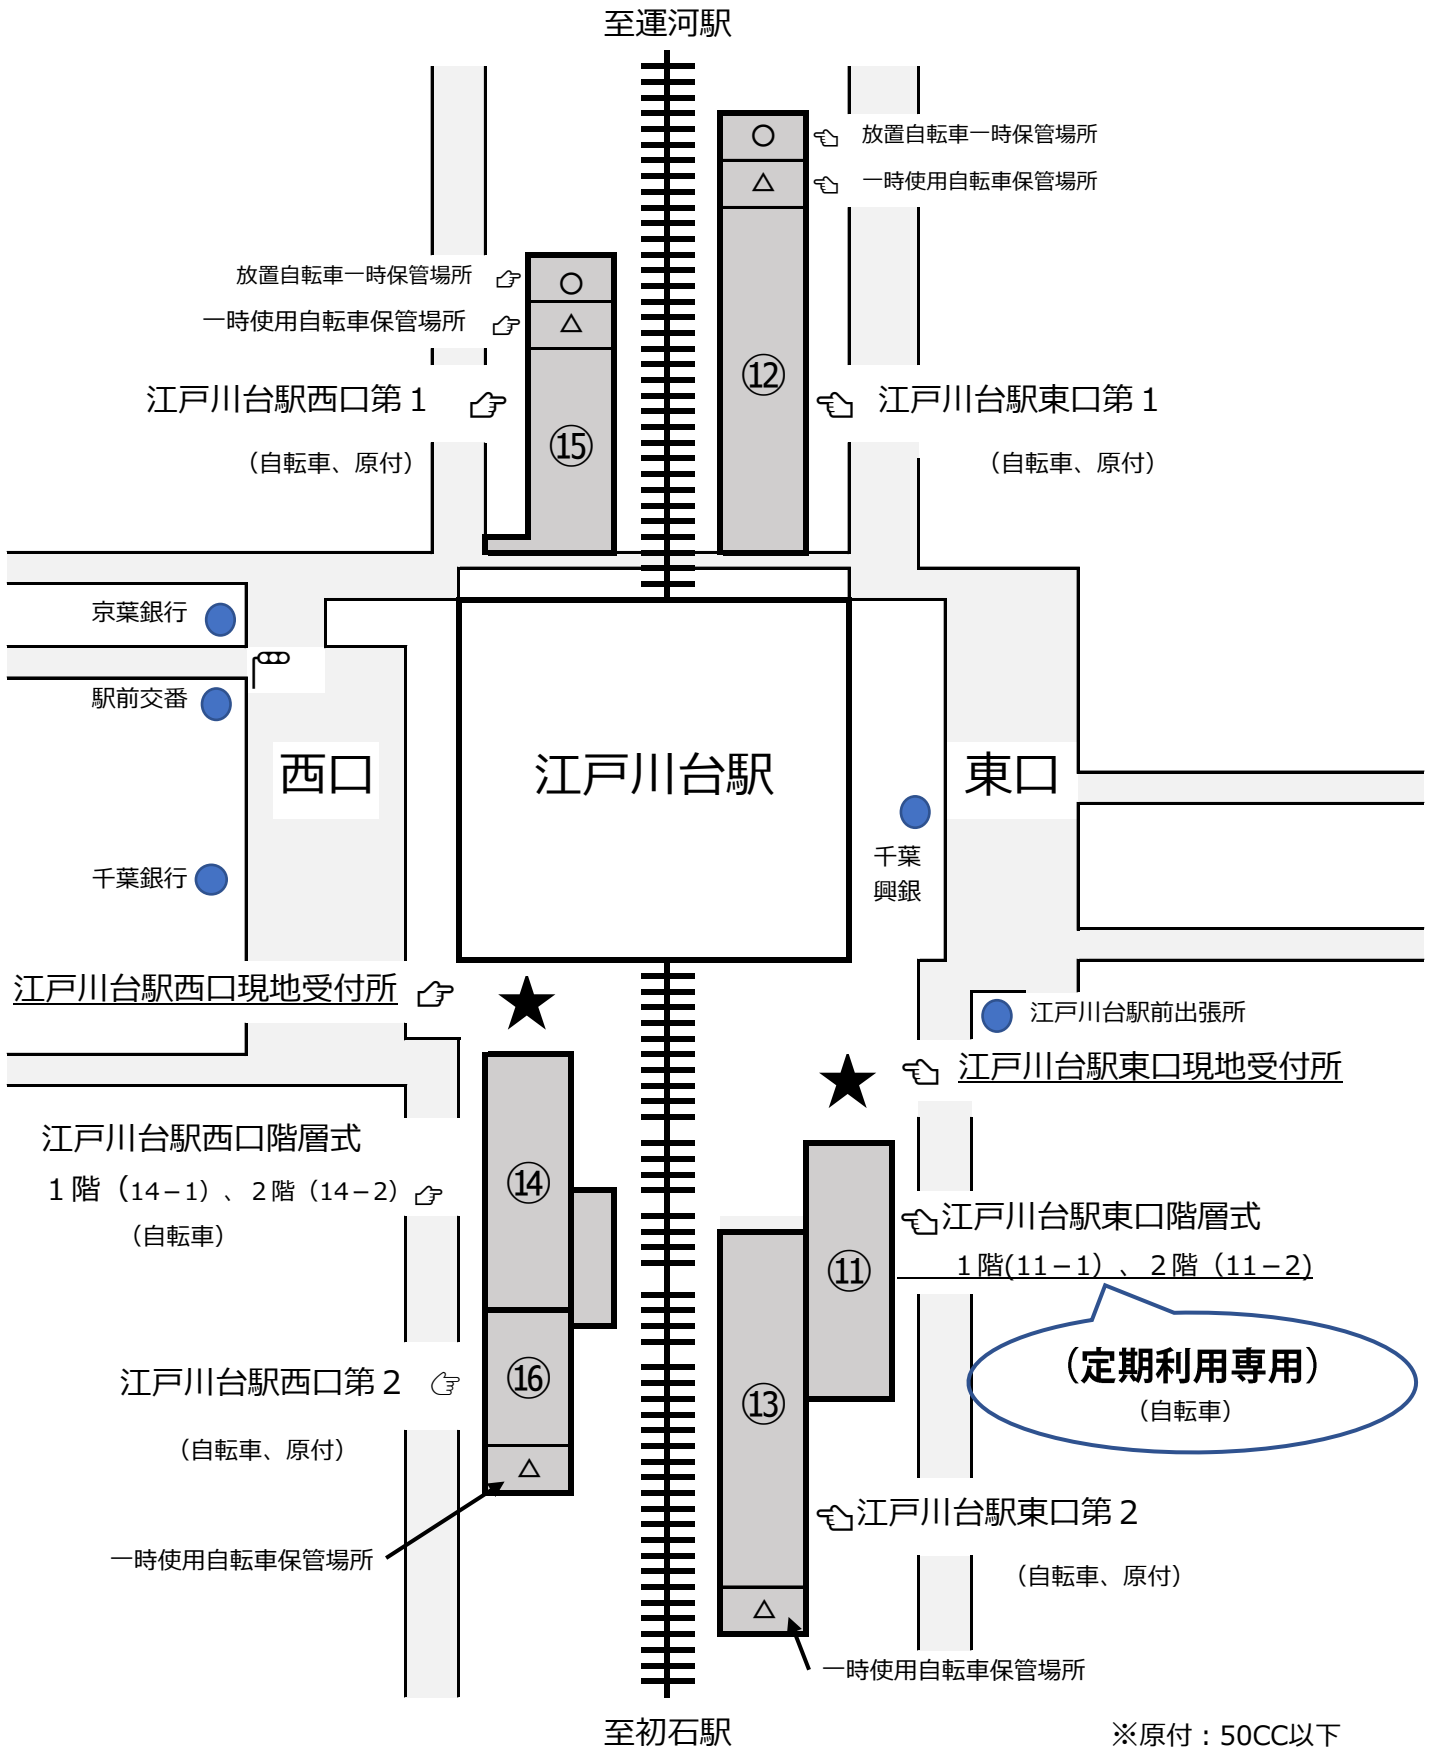 至運河駅
○
放置自転車一時保管場所
△
一時使用自転車保管場所
放置自転車一時保管場所
○
一時使用自転車保管場所
△
⑫
江戸川台駅西口第１
江戸川台駅東口第１
⑮
（自転車、原付）
（自転車、原付）
京葉銀行
駅前交番
西口
江戸川台駅
東口
千葉
興銀
千葉銀行
江戸川台駅西口現地受付所
★
江戸川台駅前出張所
★
江戸川台駅東口現地受付所
江戸川台駅西口階層式
１階（14－1）、２階（14－2）
（自転車）
⑭
江戸川台駅東口階層式
１階(11－1）、２階（11－2)
⑪
（定期利用専用）
（自転車）
江戸川台駅西口第２
⑯
⑬
（自転車、原付）
△
江戸川台駅東口第２
一時使用自転車保管場所
（自転車、原付）
△
一時使用自転車保管場所
至初石駅
※原付：50CC以下